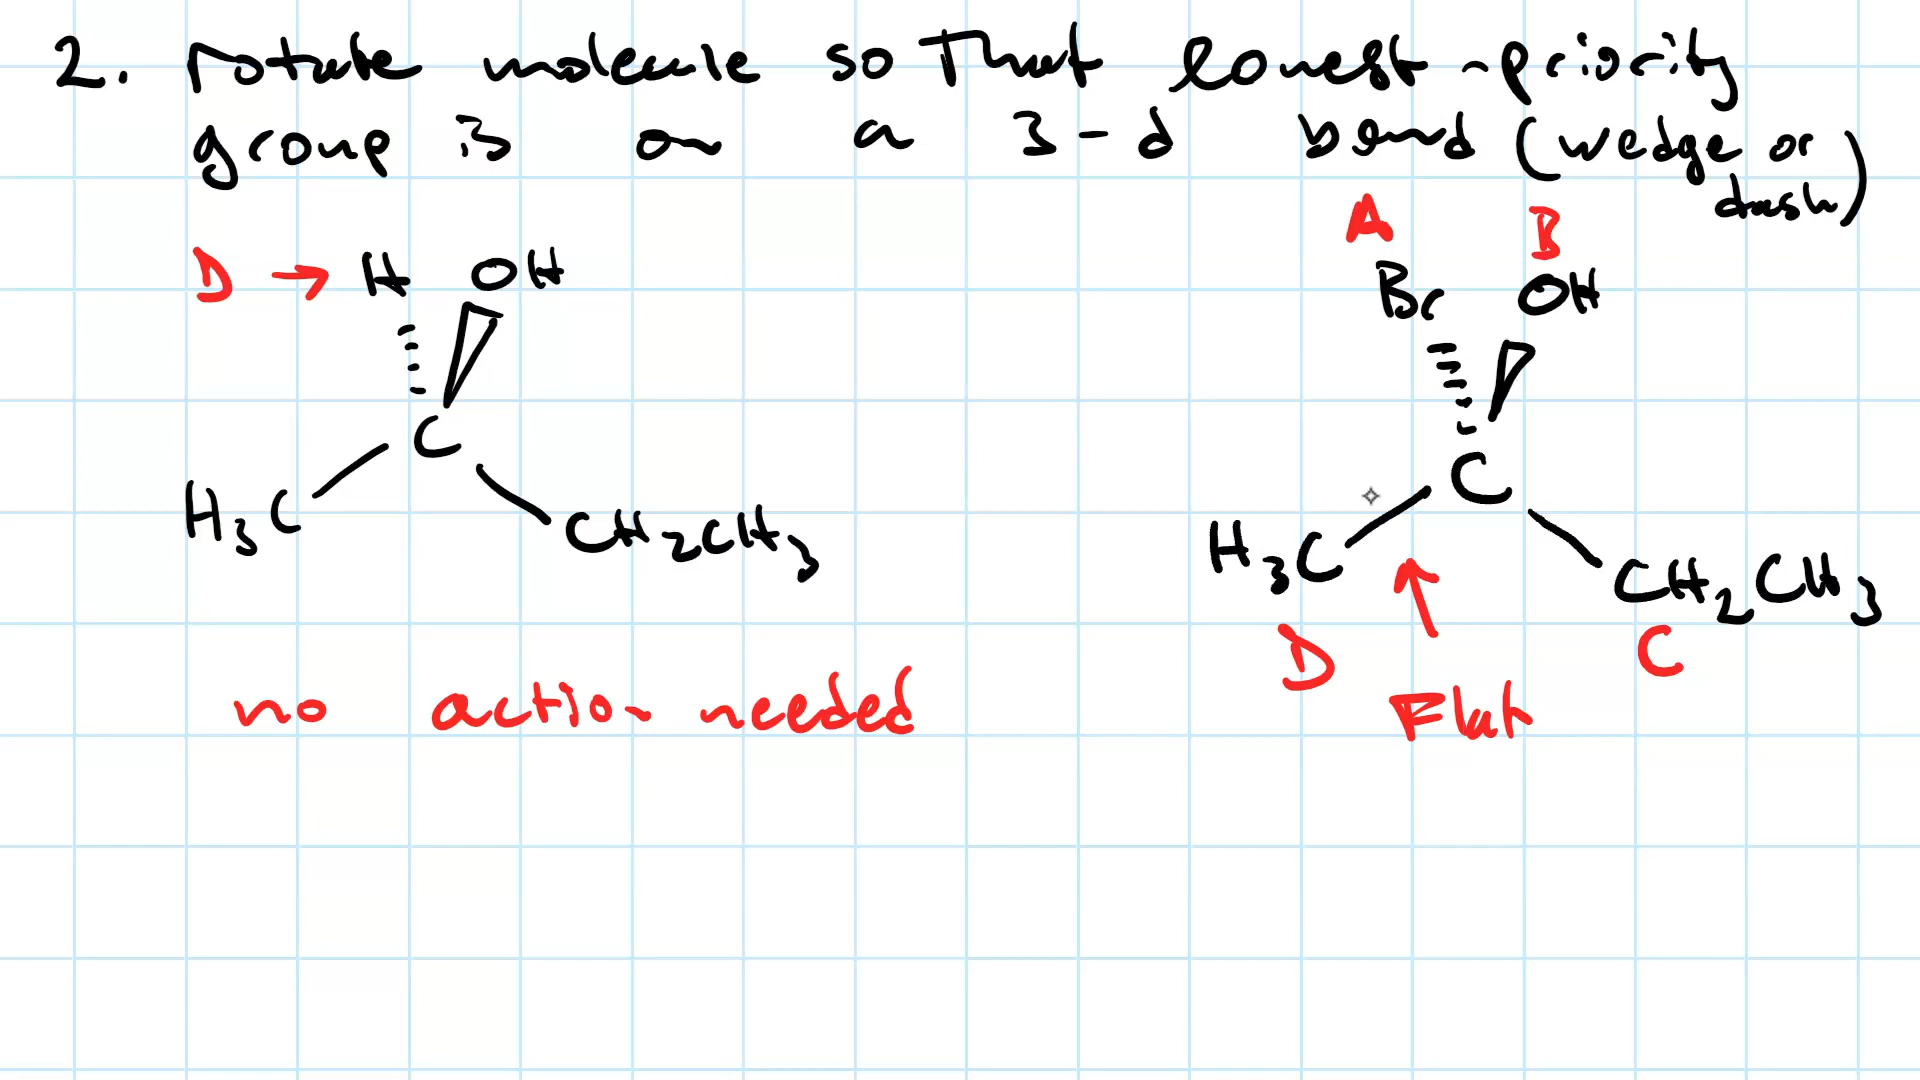 2. rotate molecule so that lowest-priority
group is on a 3-d bond (wedge or
dash)
A B
D → H OH Br OH
C C
H3C CH2CH3 H3C CH2CH3
D C
no action needed Flat